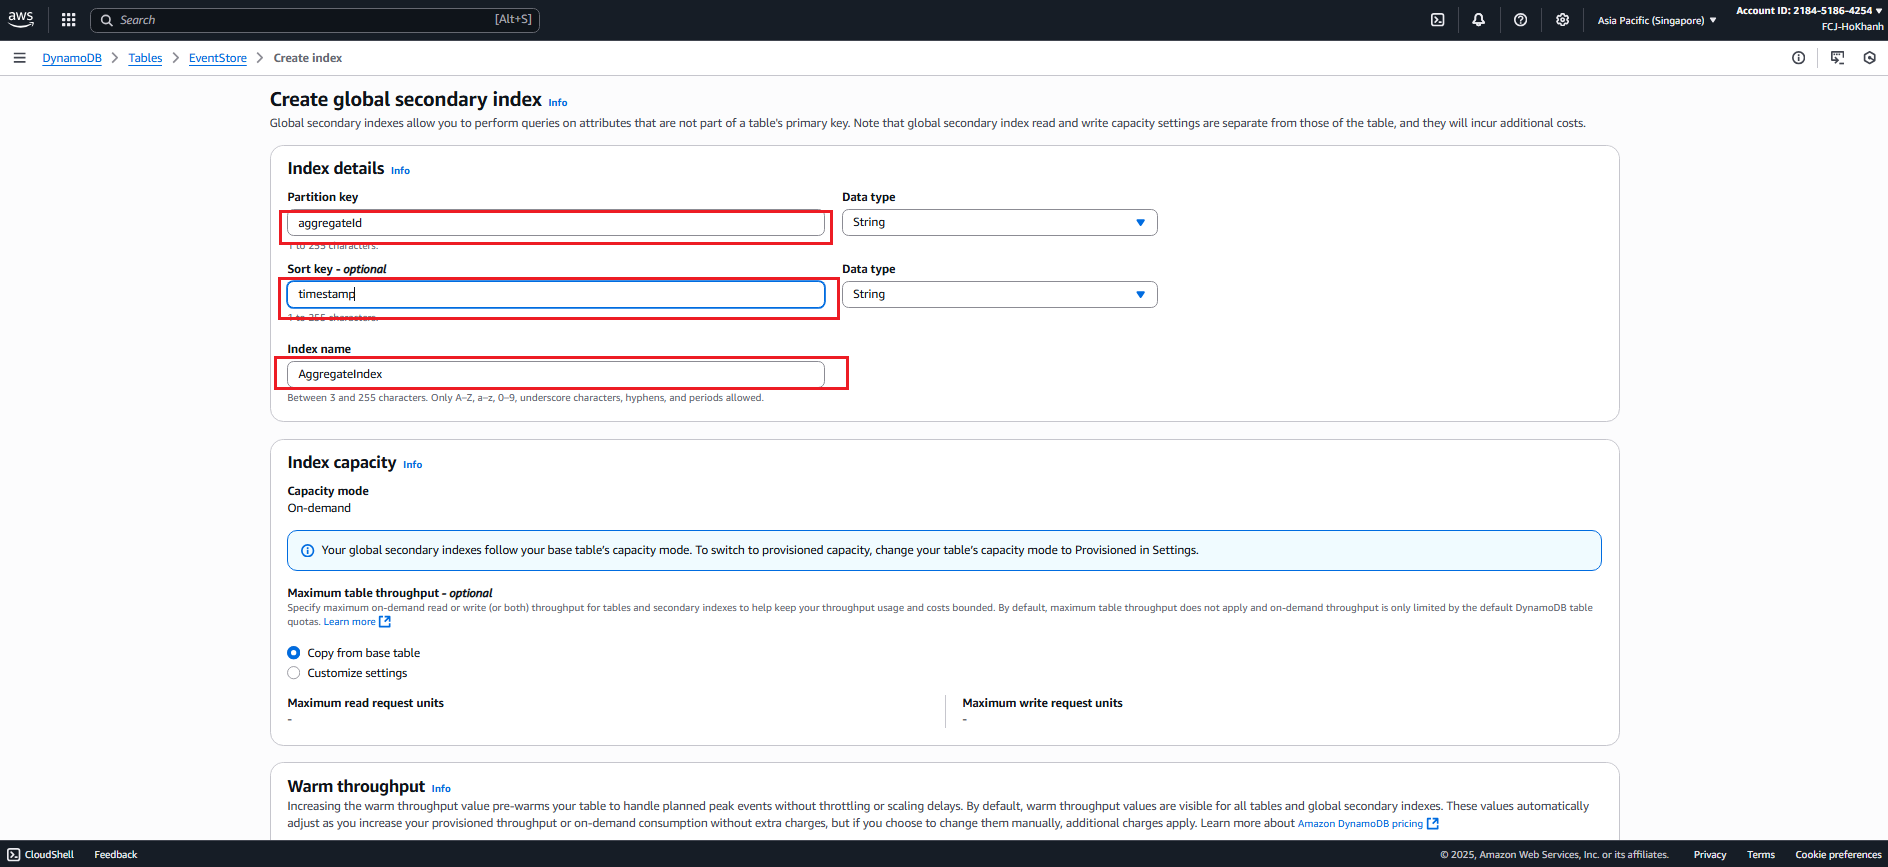 aws
Search [Alt+S]
Asia Pacific (Singapore)
Account ID: 2184-5186-4254
FCJ-HoKhanh
DynamoDB > Tables > EventStore > Create index
Create global secondary index Info
Global secondary indexes allow you to perform queries on attributes that are not part of a table's primary key. Note that global secondary index read and write capacity settings are separate from those of the table, and they will incur additional costs.
Index details Info
Partition key
Data type
aggregateId
String
1 to 255 characters.
Sort key - optional
Data type
timestamp
String
1 to 255 characters.
Index name
AggregateIndex
Between 3 and 255 characters. Only A–Z, a–z, 0–9, underscore characters, hyphens, and periods allowed.
Index capacity Info
Capacity mode
On-demand
Your global secondary indexes follow your base table's capacity mode. To switch to provisioned capacity, change your table's capacity mode to Provisioned in Settings.
Maximum table throughput - optional
Specify maximum on-demand read or write (or both) throughput for tables and secondary indexes to help keep your throughput usage and costs bounded. By default, maximum table throughput does not apply and on-demand throughput is only limited by the default DynamoDB table
quotas. Learn more
Copy from base table
Customize settings
Maximum read request units
-
Maximum write request units
-
Warm throughput Info
Increasing the warm throughput value pre-warms your table to handle planned peak events without throttling or scaling delays. By default, warm throughput values are visible for all tables and global secondary indexes. These values automatically
adjust as you increase your provisioned throughput or on-demand consumption without extra charges, but if you choose to change them manually, additional charges apply. Learn more about Amazon DynamoDB pricing
CloudShell Feedback © 2025, Amazon Web Services, Inc. or its affiliates. Privacy Terms Cookie preferences